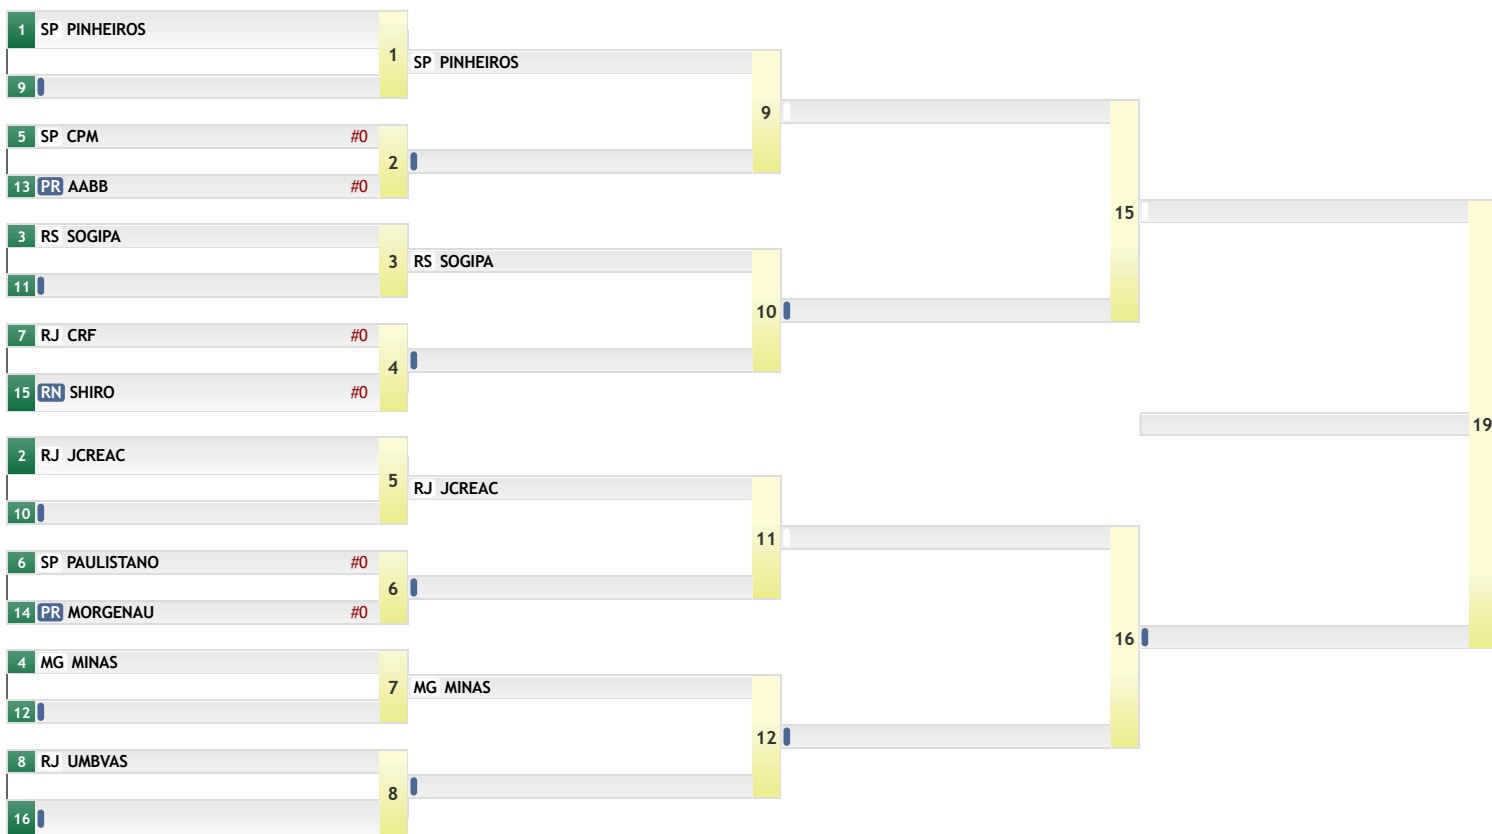 1 SP PINHEIROS
1
SP PINHEIROS
9
9
5 SP CPM #0
2
13 PR AABB #0
15
3 RS SOGIPA
3
RS SOGIPA
11
10
7 RJ CRF #0
4
15 RN SHIRO #0
19
2 RJ JCREAC
5
RJ JCREAC
10
11
6 SP PAULISTANO #0
6
14 PR MORGENAU #0
16
4 MG MINAS
7
MG MINAS
12
12
8 RJ UMBVAS
8
16